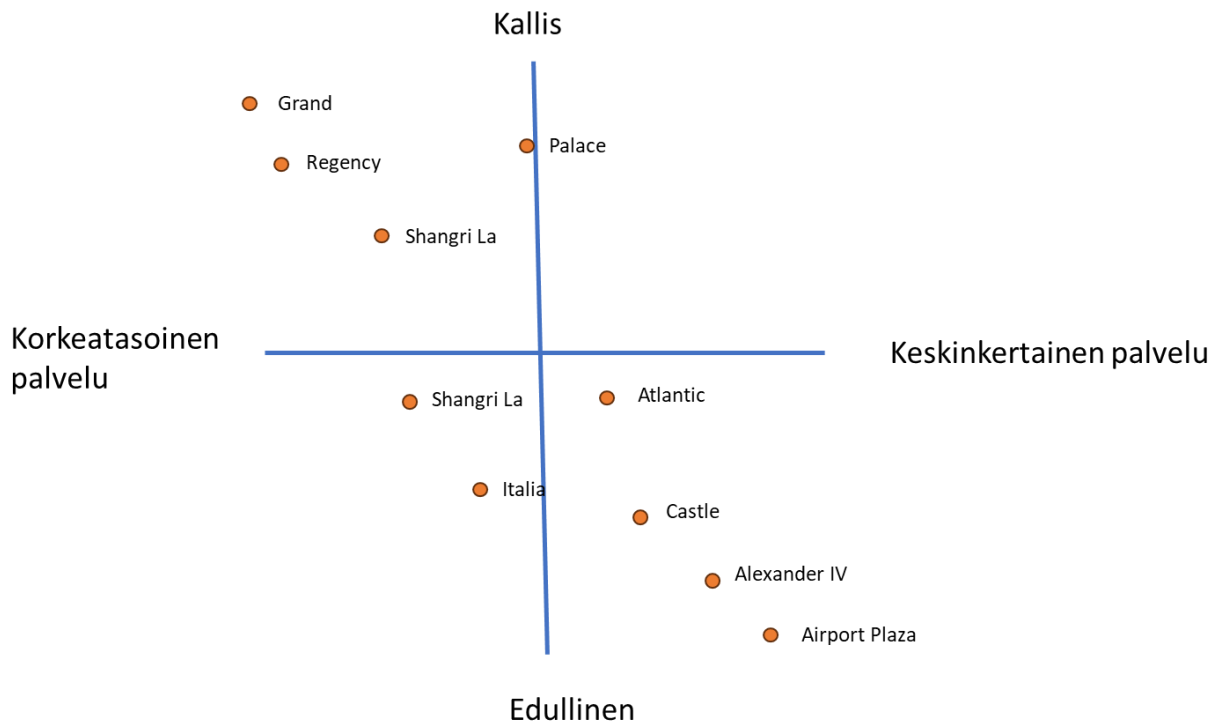 Kallis
Grand
Palace
Regency
Shangri La
Korkeatasoinen
palvelu
Keskinkertainen palvelu
Shangri La
Atlantic
Italia
Castle
Alexander IV
Airport Plaza
Edullinen